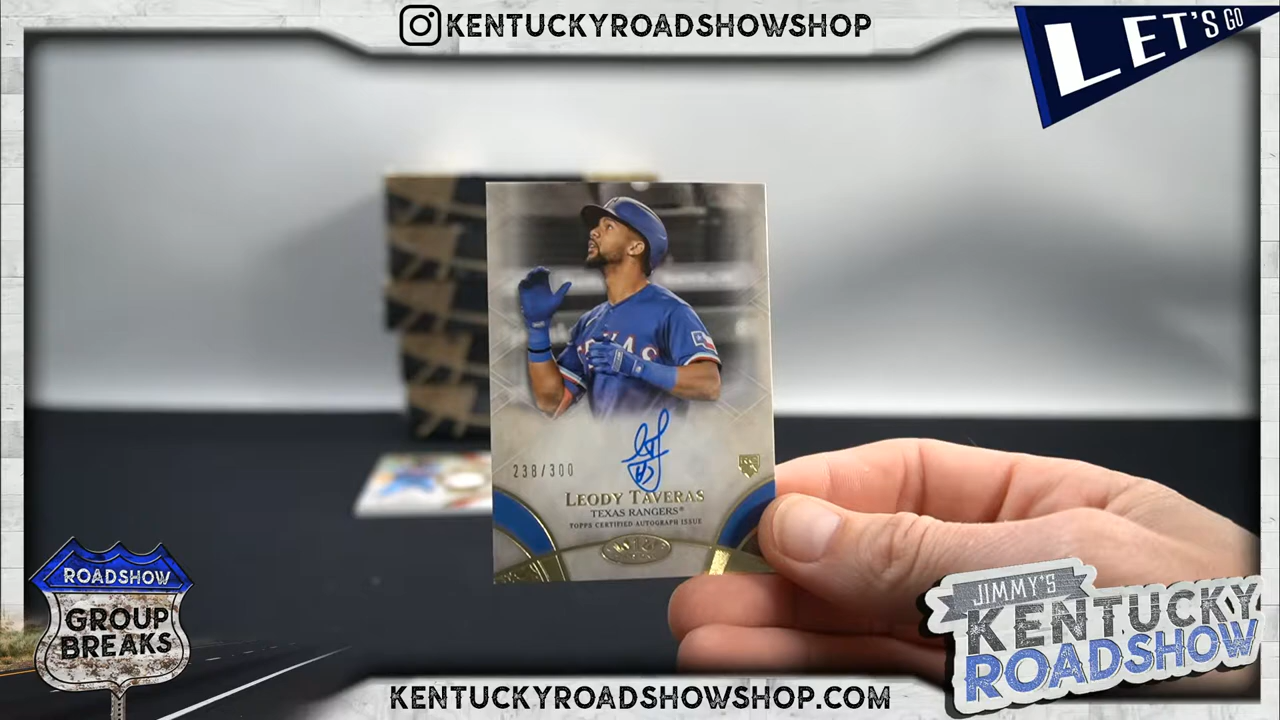 KENTUCKYROADSHOWSHOP
LET'S GO
TEXAS
238/300
LEODY TAVERAS
TEXAS RANGERS®
TOPPS CERTIFIED AUTOGRAPH ISSUE
ROADSHOW
GROUP
BREAKS
JIMMY'S
KENTUCKY
ROADSHOW
KENTUCKYROADSHOWSHOP.COM